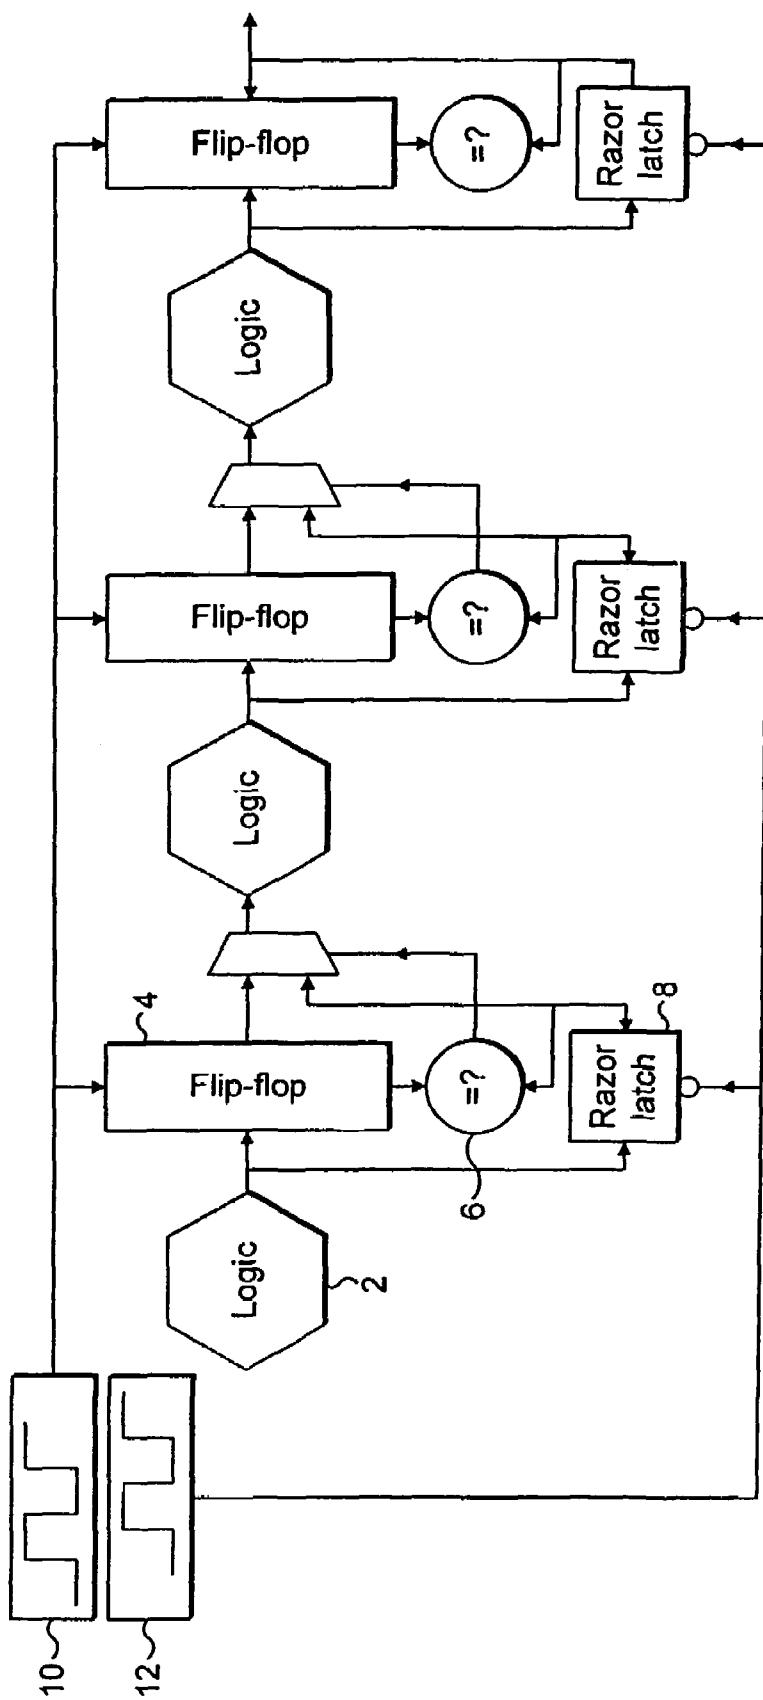 10
12
Logic
2
Flip-flop
4
=?
6
Razor
latch
8
Logic
Flip-flop
=?
Razor
latch
Logic
Flip-flop
=?
Razor
latch